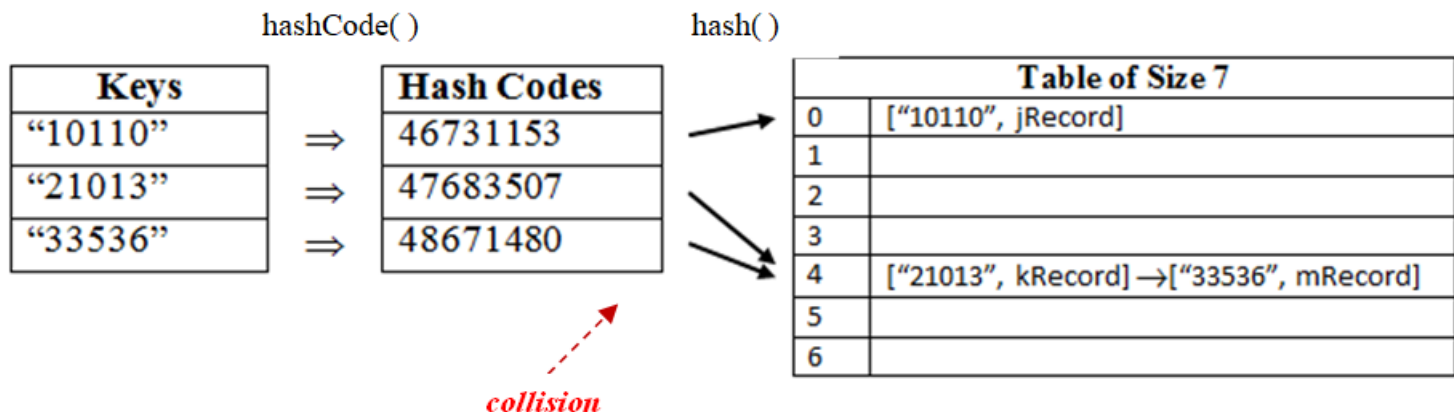 hashCode( ) hash( )
Keys Hash Codes Table of Size 7
“10110” ⇒ 46731153 0 [“10110”, jRecord]
1
“21013” ⇒ 47683507 2
“33536” ⇒ 48671480 3
4 [“21013”, kRecord]→[“33536”, mRecord]
5
6
collision